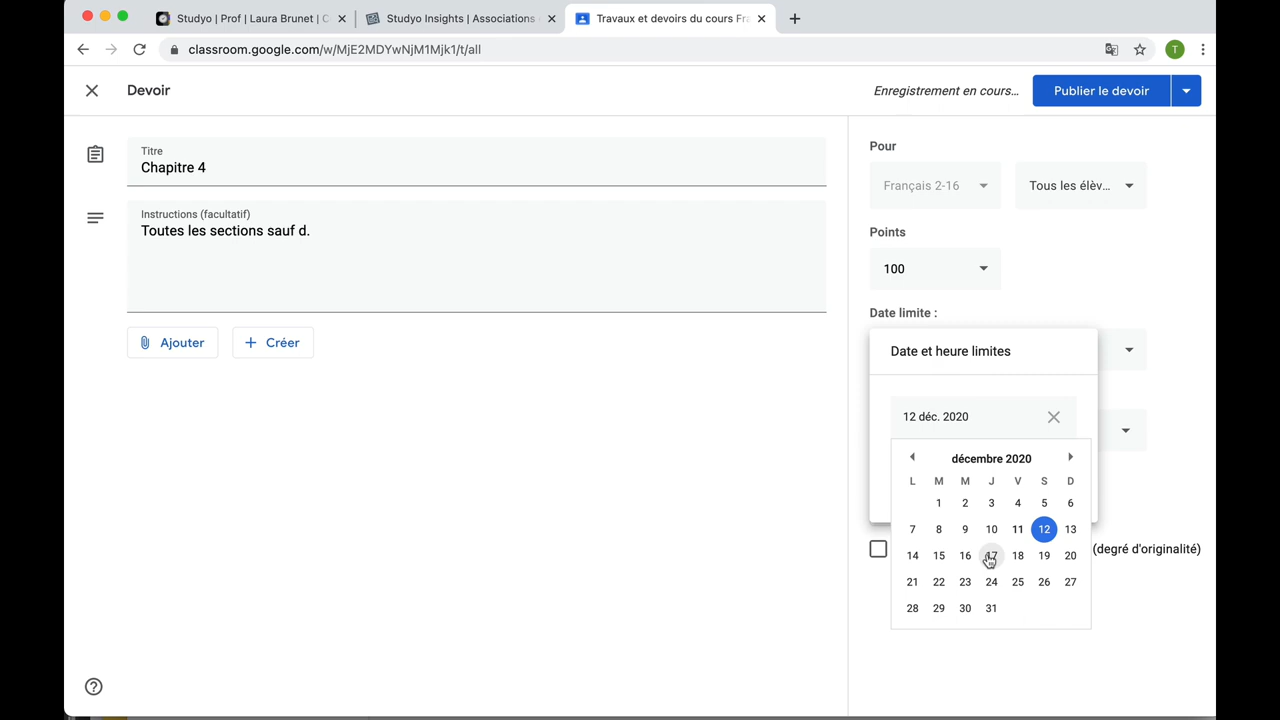 Studyo | Prof | Laura Brunet | C
Studyo Insights | Associations
Travaux et devoirs du cours Fra
classroom.google.com/w/MjE2MDYwNjM1Mjk1/t/all
T
Devoir
Enregistrement en cours...
Publier le devoir
Titre
Chapitre 4
Instructions (facultatif)
Toutes les sections sauf d.
Ajouter
Créer
Pour
Français 2-16
Tous les élèv...
Points
100
Date limite :
Date et heure limites
12 déc. 2020
décembre 2020
L M M J V S D
1 2 3 4 5 6
7 8 9 10 11 12 13
14 15 16 17 18 19 20
21 22 23 24 25 26 27
28 29 30 31
(degré d'originalité)